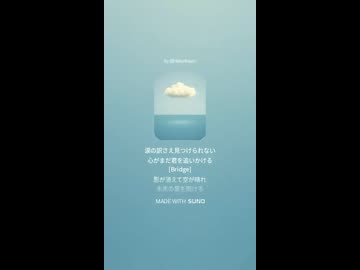 涙の訳さえ見つけられない
心がまだ君を追いかける
[Bridge]
影が消えて空が晴れ
未来の扉を開ける
MADE WITH SUNO